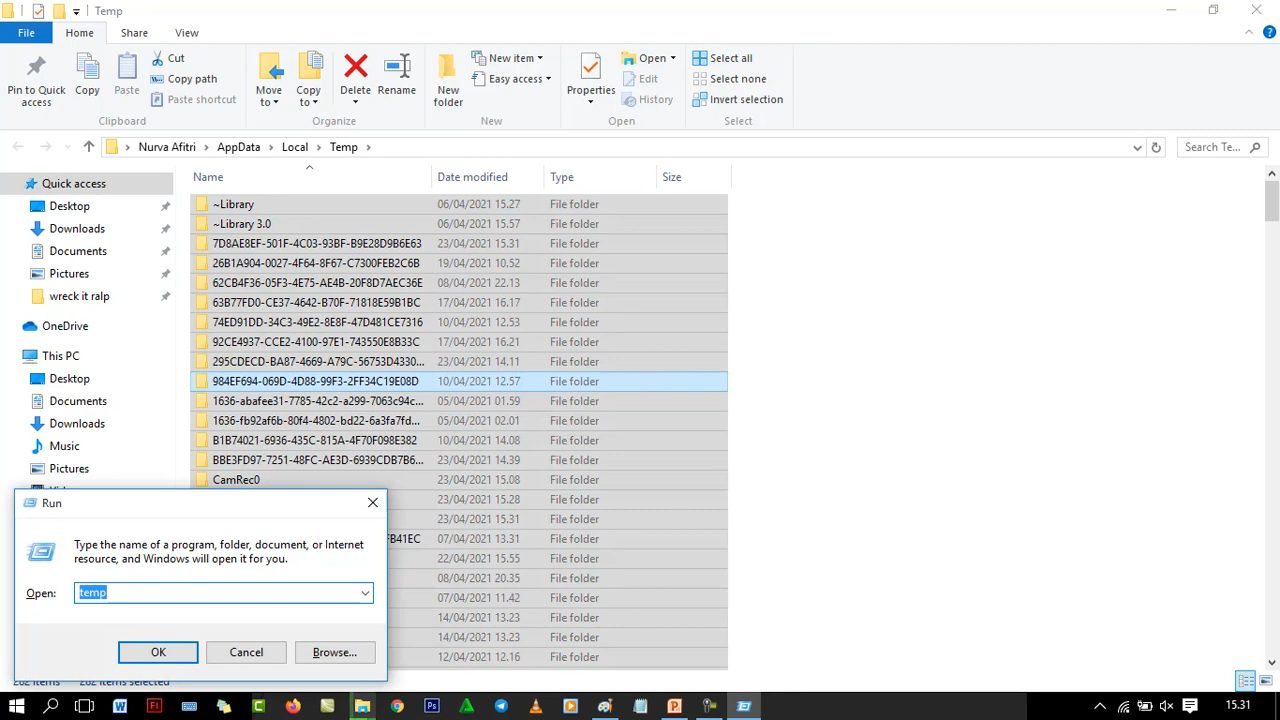 Temp
File Home Share View
Pin to Quick access
Copy
Paste
Cut
Copy path
Paste shortcut
Clipboard
Move to
Copy to
Delete
Rename
Organize
New folder
New item
Easy access
New
Properties
Open
Edit
History
Open
Select all
Select none
Invert selection
Select
Nurva Afitri AppData Local Temp
Search Te...
Name Date modified Type Size
Quick access
Desktop
Downloads
Documents
Pictures
wreck it ralp
OneDrive
This PC
Desktop
Documents
Downloads
Music
Pictures
~Library 06/04/2021 15.27 File folder
~Library 3.0 06/04/2021 15.57 File folder
7D8AE8EF-501F-4C03-93BF-B9E28D9B6E63 23/04/2021 15.31 File folder
26B1A904-0027-4F64-8F67-C7300FEB2C6B 19/04/2021 10.52 File folder
62CB4F36-05F3-4E75-AE4B-20F8D7AEC36E 08/04/2021 22.13 File folder
63B77FD0-CE37-4642-B70F-71818E59B1BC 17/04/2021 16.17 File folder
74ED91DD-34C3-49E2-8E8F-47D481CE7316 10/04/2021 12.53 File folder
92CE4937-CCE2-4100-97E1-743550E8B33C 17/04/2021 16.21 File folder
295CDECD-BA87-4669-A79C-56753D4330... 23/04/2021 14.11 File folder
984EF694-069D-4D88-99F3-2FF34C19E08D 10/04/2021 12.57 File folder
1636-abafee31-7785-42c2-a299-7063c94c... 05/04/2021 01.59 File folder
1636-fb92af6b-80f4-4802-bd22-6a3fa7fd... 05/04/2021 02.01 File folder
B1B74021-6936-435C-815A-4F70F098E382 10/04/2021 14.08 File folder
BBE3FD97-7251-48FC-AE3D-6939CDB7B6... 23/04/2021 14.39 File folder
CamRec0 23/04/2021 15.08 File folder
23/04/2021 15.28 File folder
23/04/2021 15.31 File folder
FB41EC 07/04/2021 13.31 File folder
22/04/2021 15.55 File folder
08/04/2021 20.35 File folder
07/04/2021 11.42 File folder
14/04/2021 13.23 File folder
14/04/2021 13.23 File folder
12/04/2021 12.16 File folder
Run
Type the name of a program, folder, document, or Internet
resource, and Windows will open it for you.
Open: temp
OK Cancel Browse...
15.31